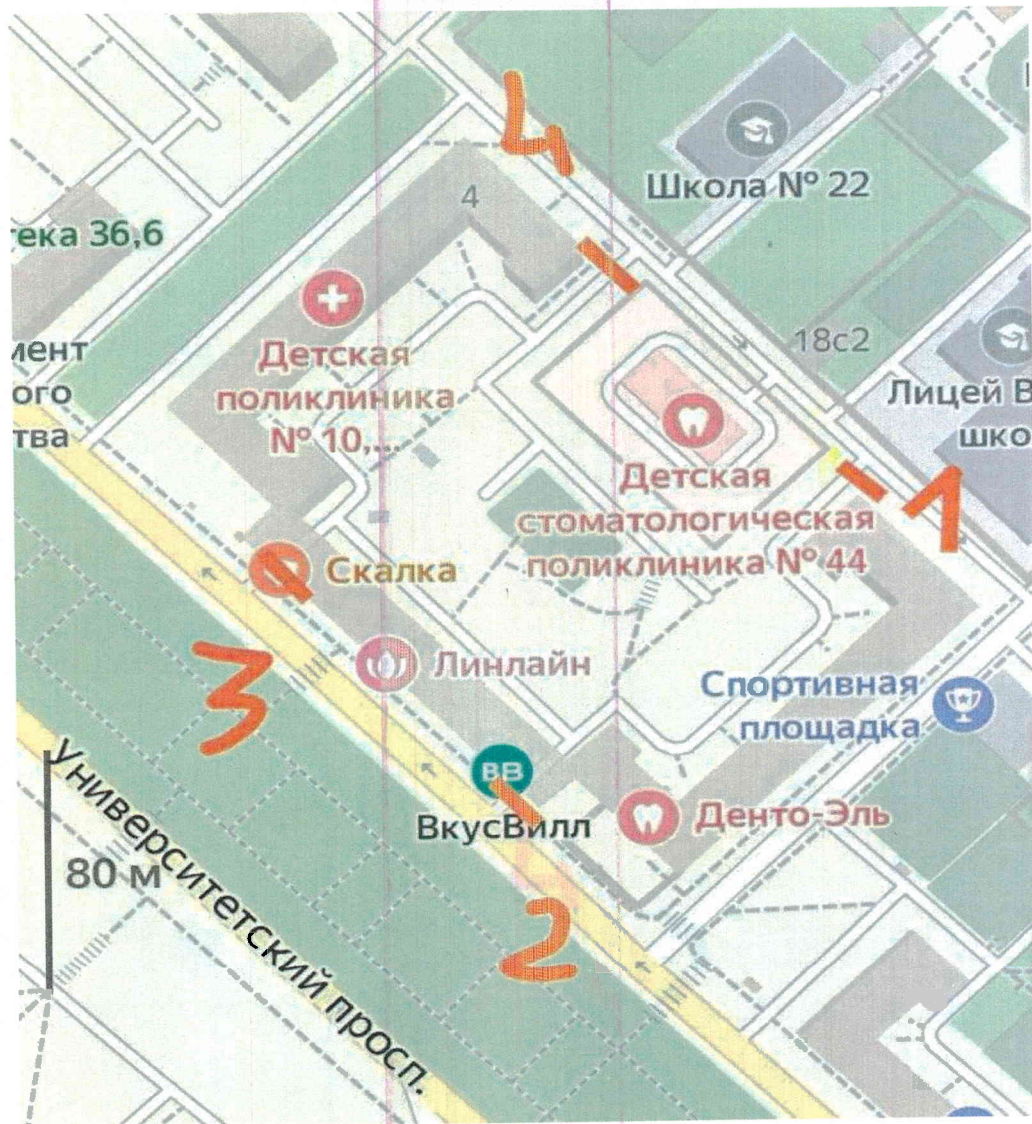 4
4
Школа № 22
тека 36,6
18с2
мент
ого
тва
Детская
поликлиника
№ 10,...
Лицей В
шко
Детская
стоматологическая
поликлиника № 44
1
Скалка
3
Линлайн
Спортивная
площадка
ВВ
ВкусВилл
Денто-Эль
Университетский просп.
80 м
2